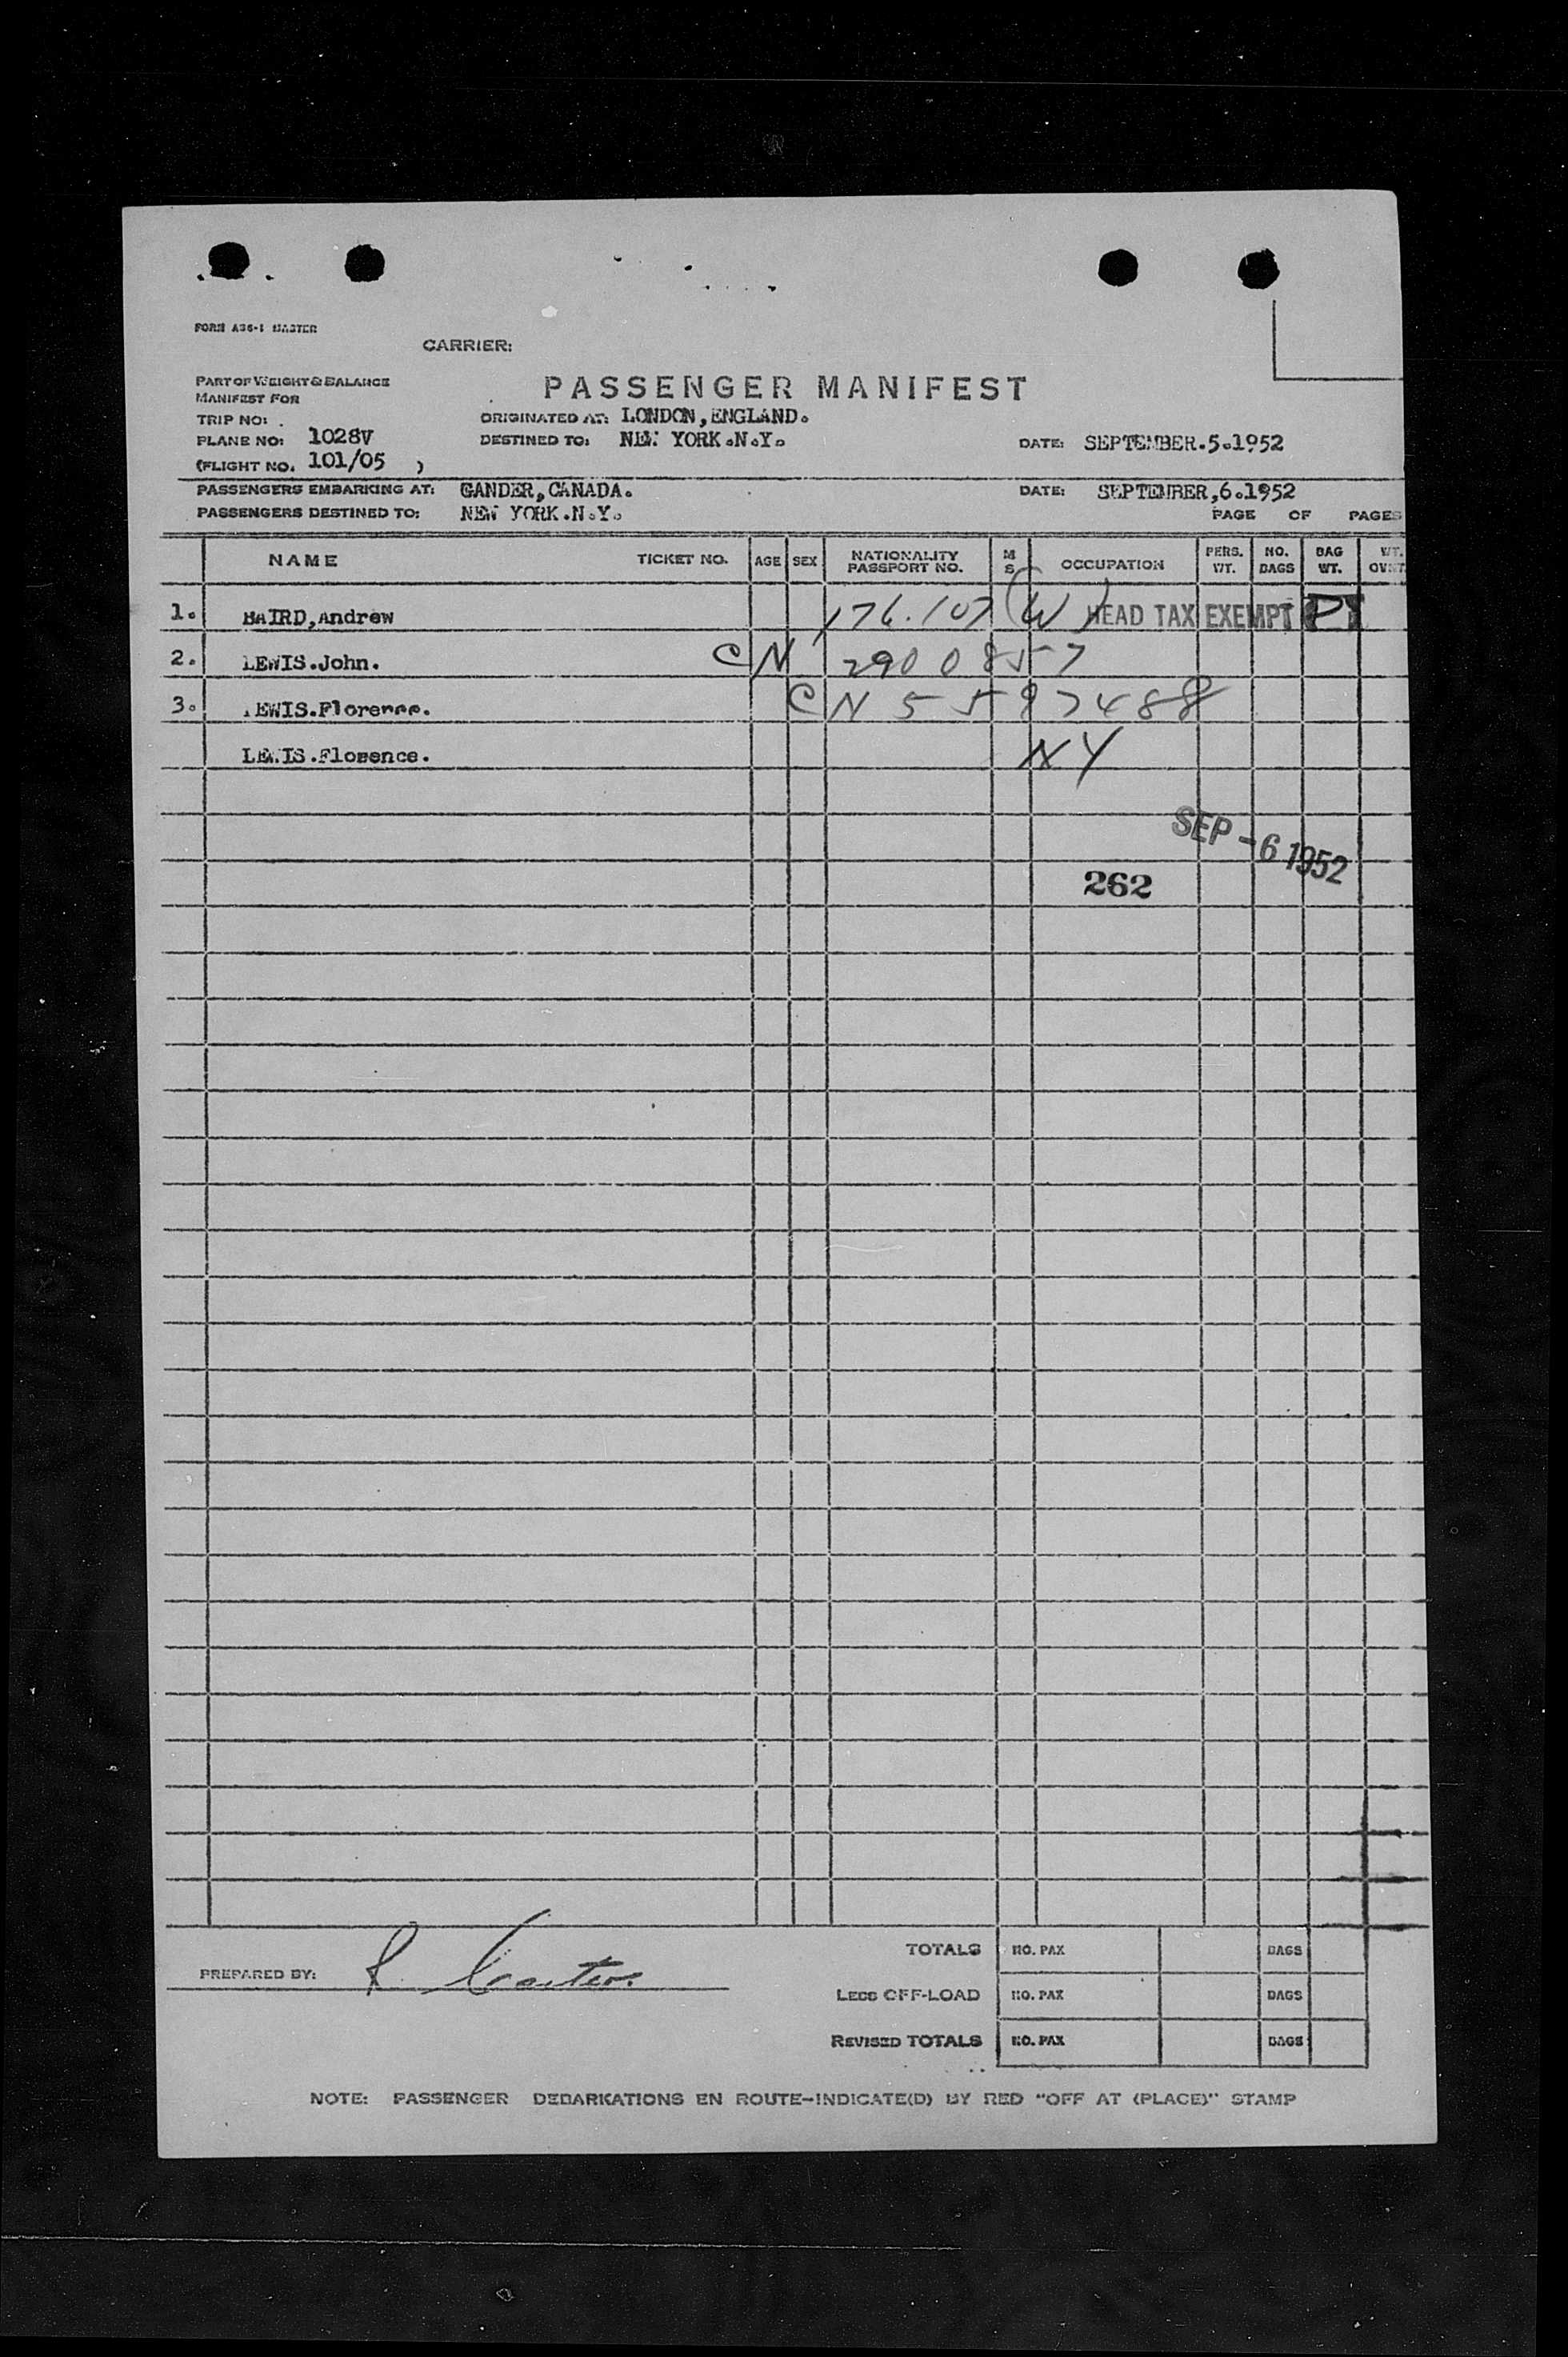 FORM A36-1 MASTER
CARRIER:
PART OF WEIGHT & BALANCE
MANIFEST FOR
PASSENGER MANIFEST
TRIP NO:
ORIGINATED AT: LONDON,ENGLAND.
PLANE NO: 1028V
DESTINED TO: NEW YORK.N.Y.
DATE: SEPTEMBER.5.1952
(FLIGHT NO. 101/05 )
PASSENGERS EMBARKING AT: GANDER,CANADA.
DATE: SEPTEMBER,6.1952
PASSENGERS DESTINED TO: NEW YORK.N.Y.
PAGE OF PAGES
NAME TICKET NO. AGE SEX NATIONALITY PASSPORT NO. M S OCCUPATION PERS. WT. NO. BAGS BAG WT. WT. OVWT.
1. BAIRD,Andrew 176.107 (W) HEAD TAX EXEMPT
2. LEWIS.John. CN 2900857
3. LEWIS.Florence. CN 5597488
LEWIS.Florence. NY
SEP -6 1952
262
PREPARED BY:
TOTALS NO. PAX BAGS
LESS OFF-LOAD NO. PAX BAGS
REVISED TOTALS NO. PAX BAGS
NOTE: PASSENGER DEBARKATIONS EN ROUTE-INDICATE(D) BY RED "OFF AT (PLACE)" STAMP